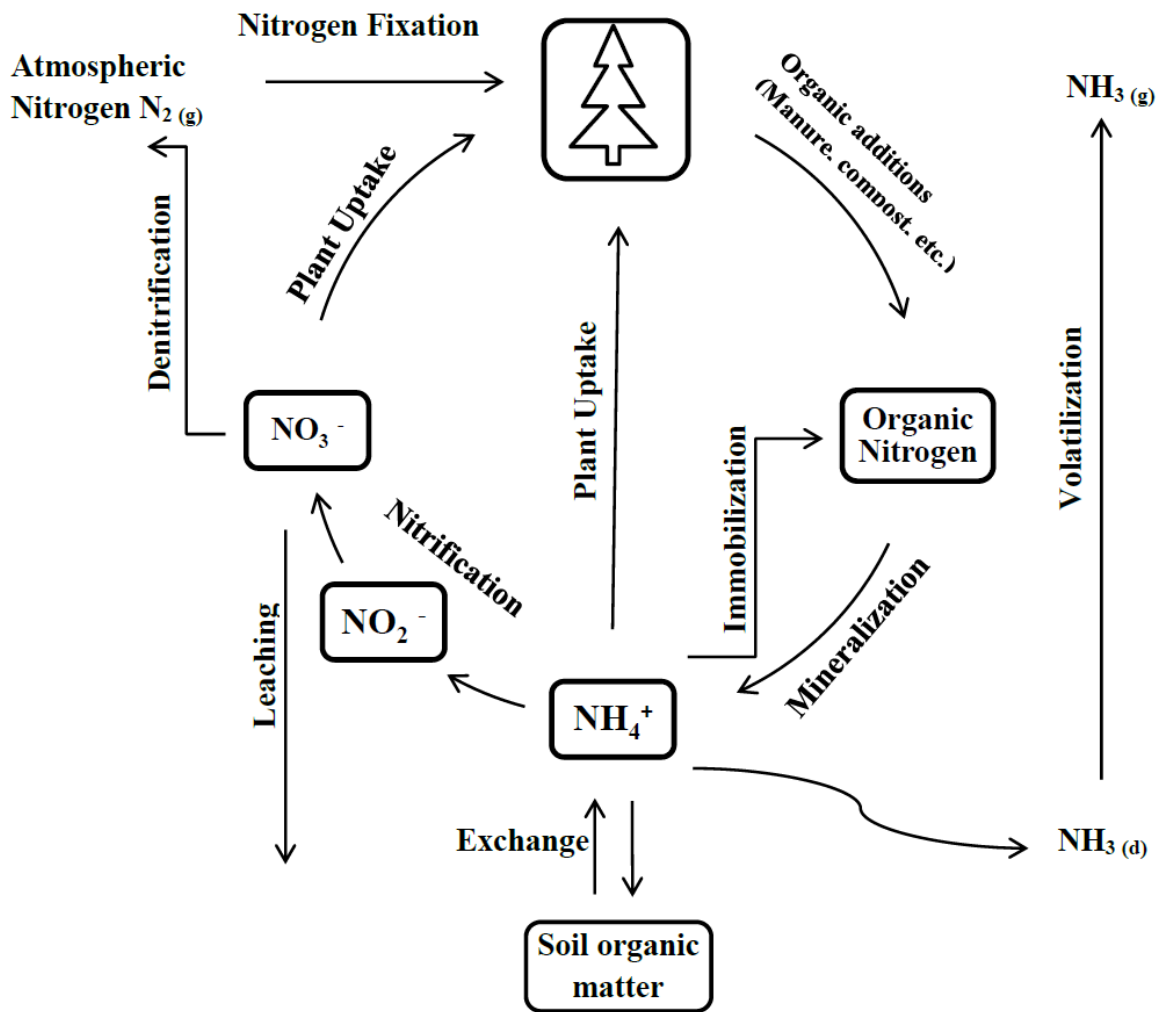 Nitrogen Fixation
Atmospheric
Nitrogen N₂ (g)
Organic additions
(Manure. compost. etc.)
NH₃ (g)
Plant Uptake
Denitrification
Plant Uptake
Volatilization
NO₃ ⁻
Organic
Nitrogen
Immobilization
Nitrification
NO₂ ⁻
Mineralization
Leaching
NH₄⁺
Exchange
NH₃ (d)
Soil organic
matter